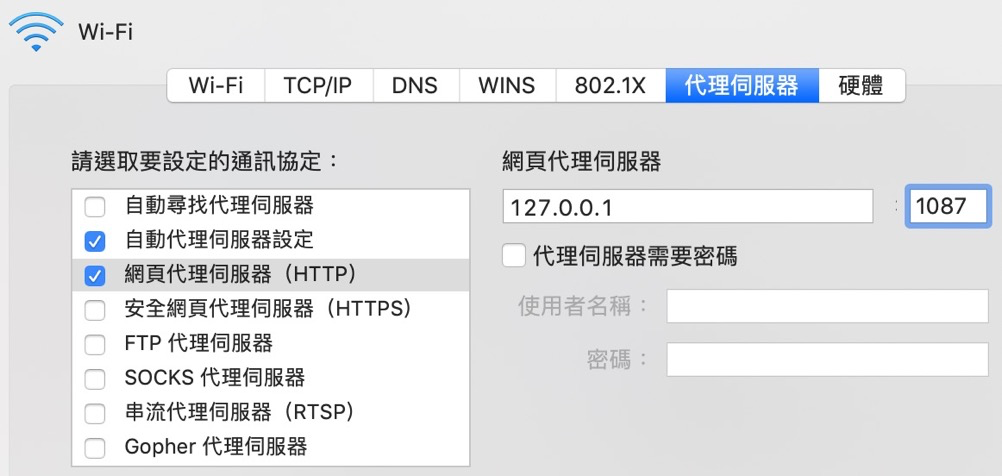 Wi-Fi
Wi-Fi TCP/IP DNS WINS 802.1X 代理伺服器 硬體
請選取要設定的通訊協定：
自動尋找代理伺服器
自動代理伺服器設定
網頁代理伺服器（HTTP）
安全網頁代理伺服器（HTTPS）
FTP 代理伺服器
SOCKS 代理伺服器
串流代理伺服器（RTSP）
Gopher 代理伺服器
網頁代理伺服器
127.0.0.1 : 1087
代理伺服器需要密碼
使用者名稱：
密碼：